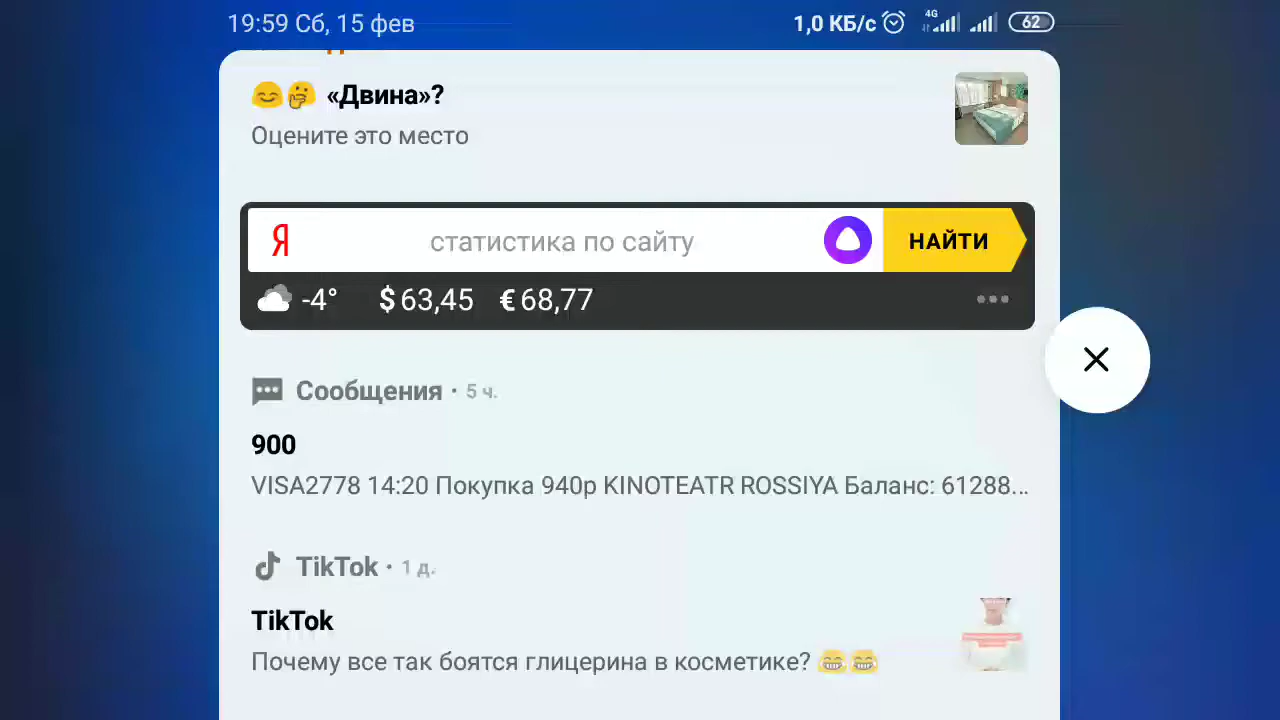 19:59 Сб, 15 фев 1,0 КБ/с 4G 62
😊🤔 «Двина»?
Оцените это место
Я статистика по сайту НАЙТИ
-4° $ 63,45 € 68,77
Сообщения · 5 ч.
900
VISA2778 14:20 Покупка 940р KINOTEATR ROSSIYA Баланс: 61288...
TikTok · 1 д.
TikTok
Почему все так боятся глицерина в косметике? 😂😂